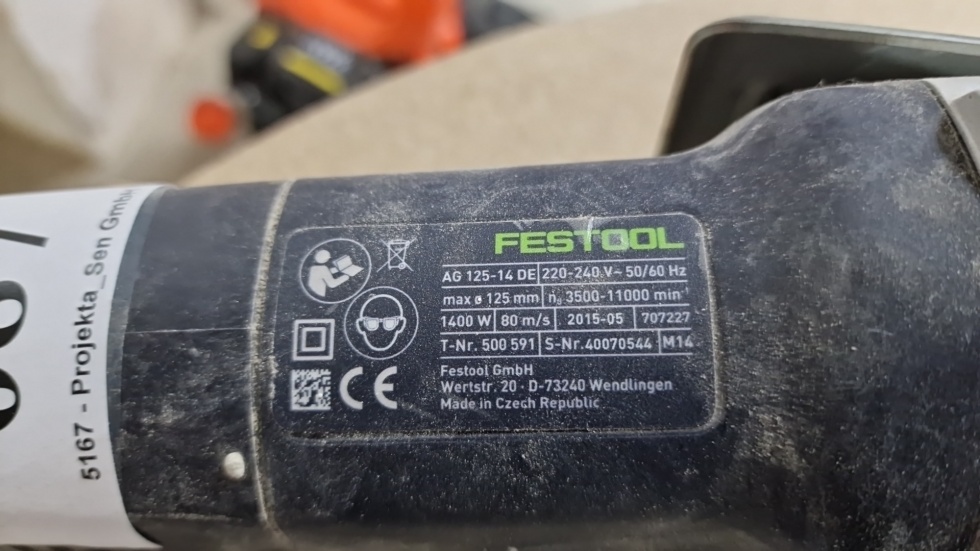 5167 - Projekta_Sen GmbH
FESTOOL
AG 125-14 DE 220-240 V~ 50/60 Hz
max ⌀ 125 mm n₀ 3500-11000 min⁻¹
1400 W 80 m/s 2015-05 707227
T-Nr. 500 591 S-Nr.40070544 M14
CE
Festool GmbH
Wertstr. 20 · D-73240 Wendlingen
Made in Czech Republic